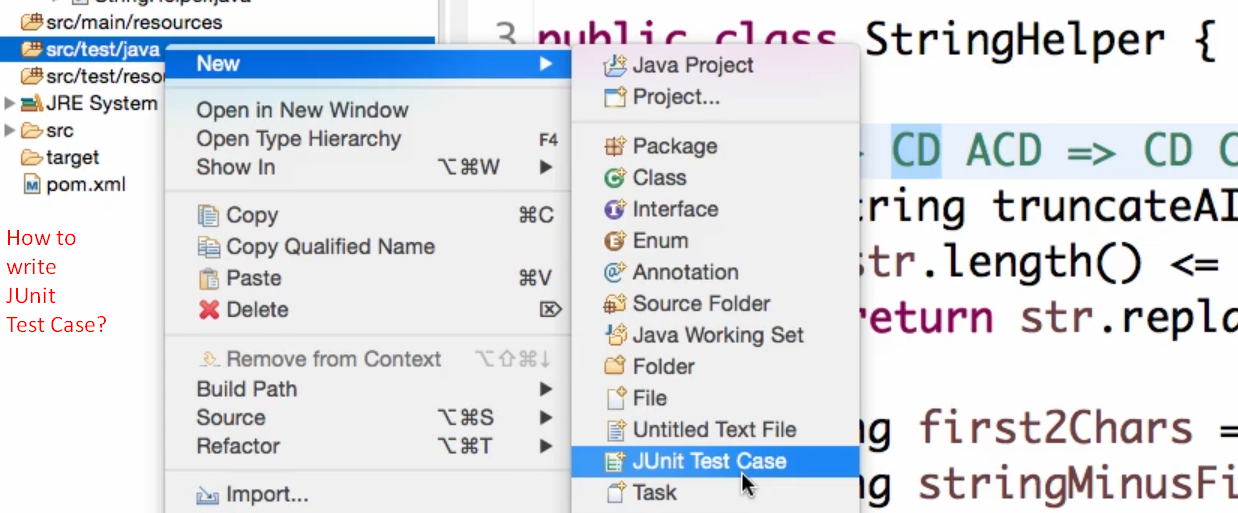 src/main/resources
src/test/java
src/test/reso
JRE System
src
target
pom.xml
How to
write
JUnit
Test Case?
New
Open in New Window
Open Type Hierarchy F4
Show In ⌥⌘W
Copy ⌘C
Copy Qualified Name
Paste ⌘V
Delete ⌦
Remove from Context ⌥⇧⌘↓
Build Path
Source ⌥⌘S
Refactor ⌥⌘T
Import...
Java Project
Project...
Package
Class
Interface
Enum
Annotation
Source Folder
Java Working Set
Folder
File
Untitled Text File
JUnit Test Case
Task
3 public class StringHelper {
CD ACD => CD C
tring truncateAI
str.length() <=
return str.repla
ng first2Chars =
ng stringMinusFi